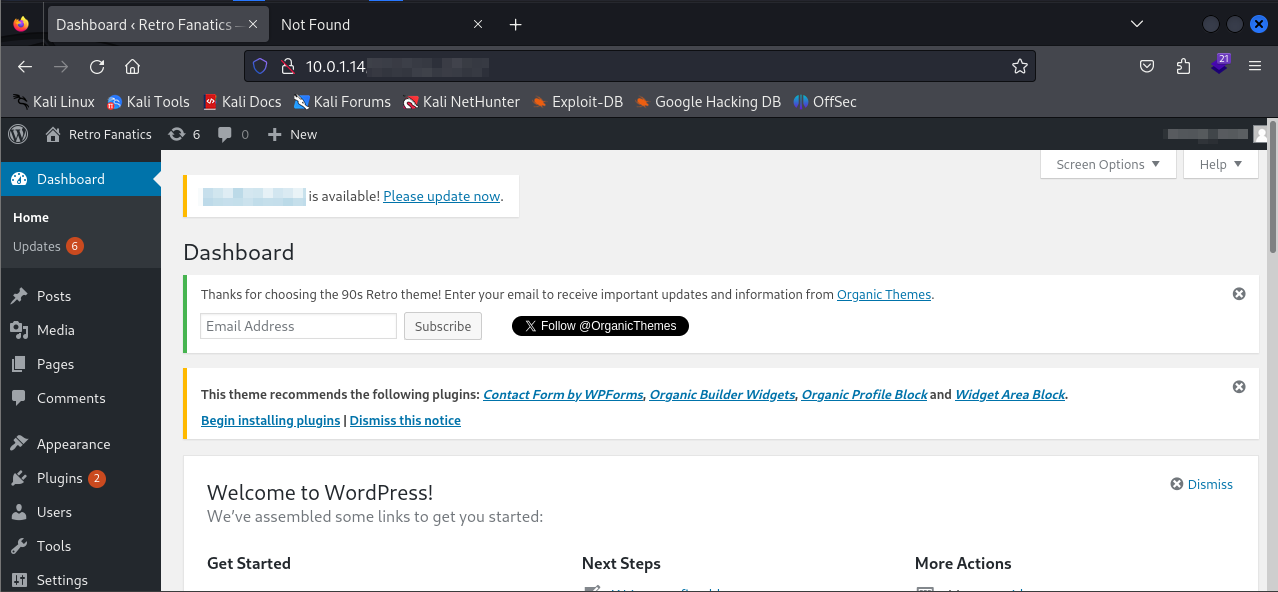 Dashboard ‹ Retro Fanatics —
Not Found
10.0.1.14
21
Kali Linux Kali Tools Kali Docs Kali Forums Kali NetHunter Exploit-DB Google Hacking DB OffSec
Retro Fanatics 6 0 New
Screen Options Help
Dashboard
Home
Updates 6
Posts
Media
Pages
Comments
Appearance
Plugins 2
Users
Tools
Settings
is available! Please update now.
Dashboard
Thanks for choosing the 90s Retro theme! Enter your email to receive important updates and information from Organic Themes.
Email Address Subscribe Follow @OrganicThemes
This theme recommends the following plugins: Contact Form by WPForms, Organic Builder Widgets, Organic Profile Block and Widget Area Block.
Begin installing plugins | Dismiss this notice
Welcome to WordPress!
Dismiss
We've assembled some links to get you started:
Get Started Next Steps More Actions